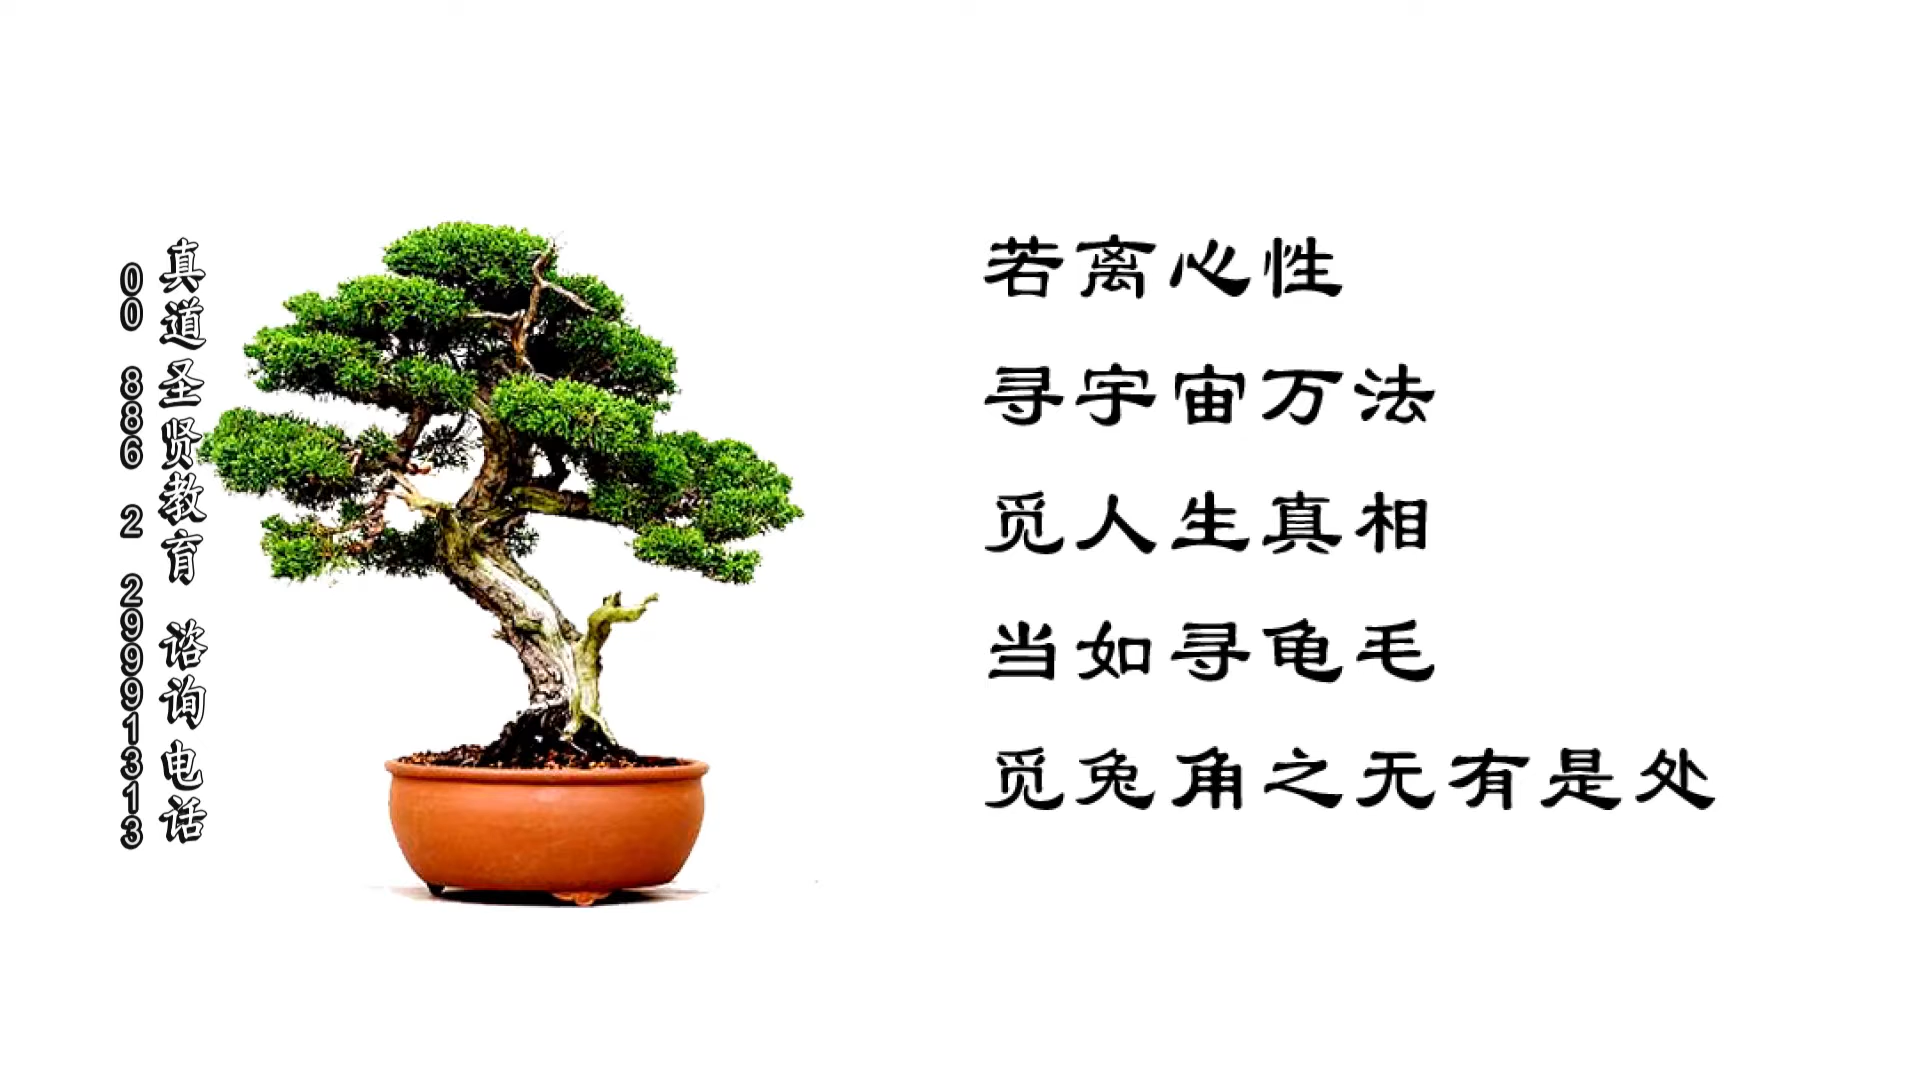 真道圣贤教育 谘询电话
00 886 2 29991313
若离心性
寻宇宙万法
觅人生真相
当如寻龟毛
觅兔角之无有是处